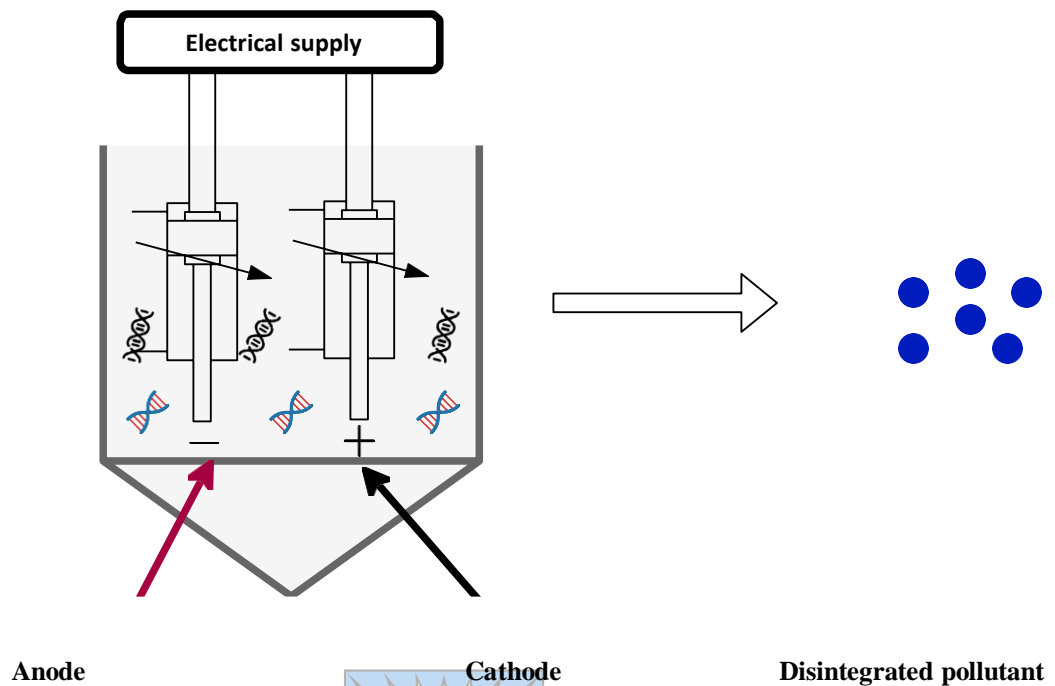 Electrical supply
— +
Anode Cathode Disintegrated pollutant